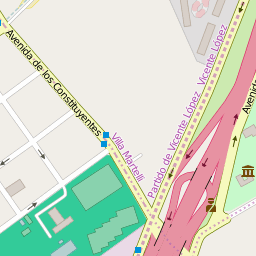 Avenida de los Constituyentes
Villa Martelli
Partido de Vicente López
Vicente López
Avenida